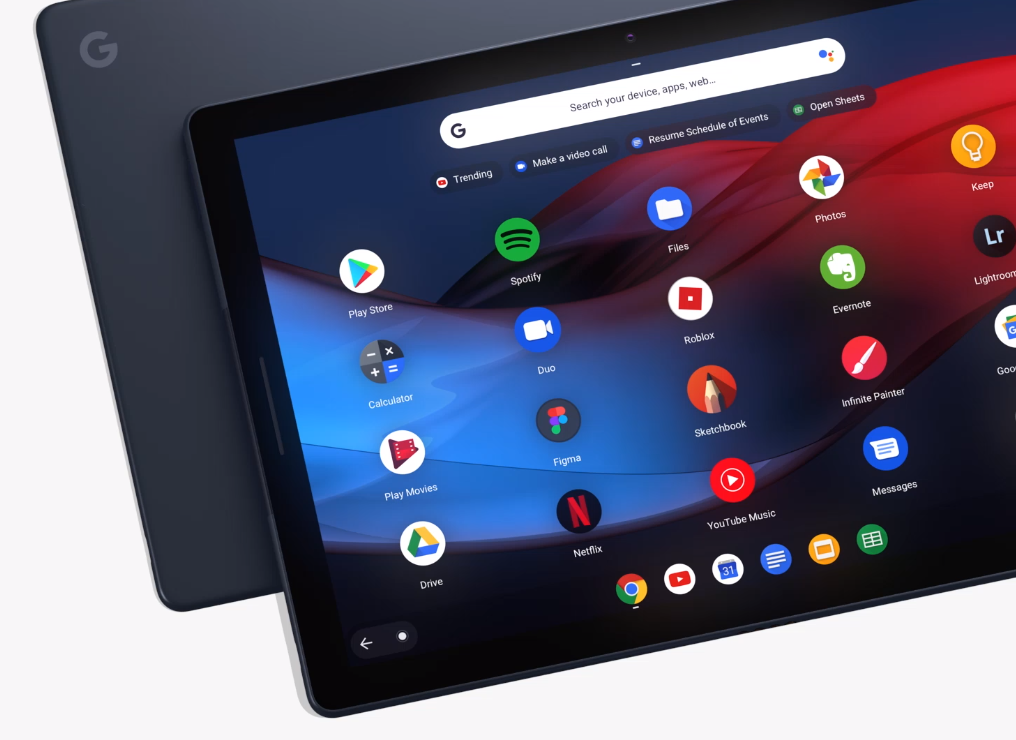 G
G Search your device, apps, web...
Trending
Make a video call
Resume Schedule of Events
Open Sheets
Play Store
Spotify
Files
Photos
Keep
Calculator
Duo
Roblox
Evernote
Lr
Lightroom
Play Movies
Figma
Sketchbook
Infinite Painter
Drive
N
Netflix
YouTube Music
Messages
31